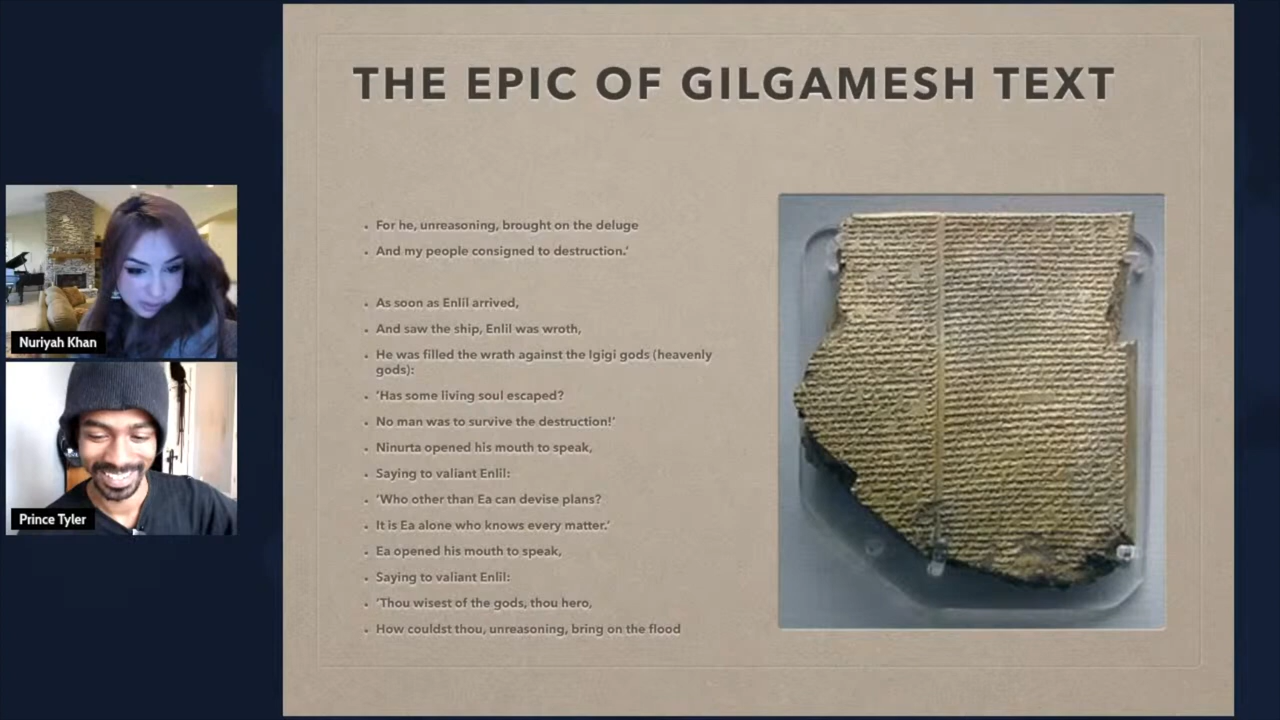 THE EPIC OF GILGAMESH TEXT
• For he, unreasoning, brought on the deluge
• And my people consigned to destruction.’
• As soon as Enlil arrived,
• And saw the ship, Enlil was wroth,
• He was filled the wrath against the Igigi gods (heavenly
gods):
• ‘Has some living soul escaped?
• No man was to survive the destruction!’
• Ninurta opened his mouth to speak,
• Saying to valiant Enlil:
• ‘Who other than Ea can devise plans?
• It is Ea alone who knows every matter.’
• Ea opened his mouth to speak,
• Saying to valiant Enlil:
• ‘Thou wisest of the gods, thou hero,
• How couldst thou, unreasoning, bring on the flood
Nuriyah Khan
Prince Tyler